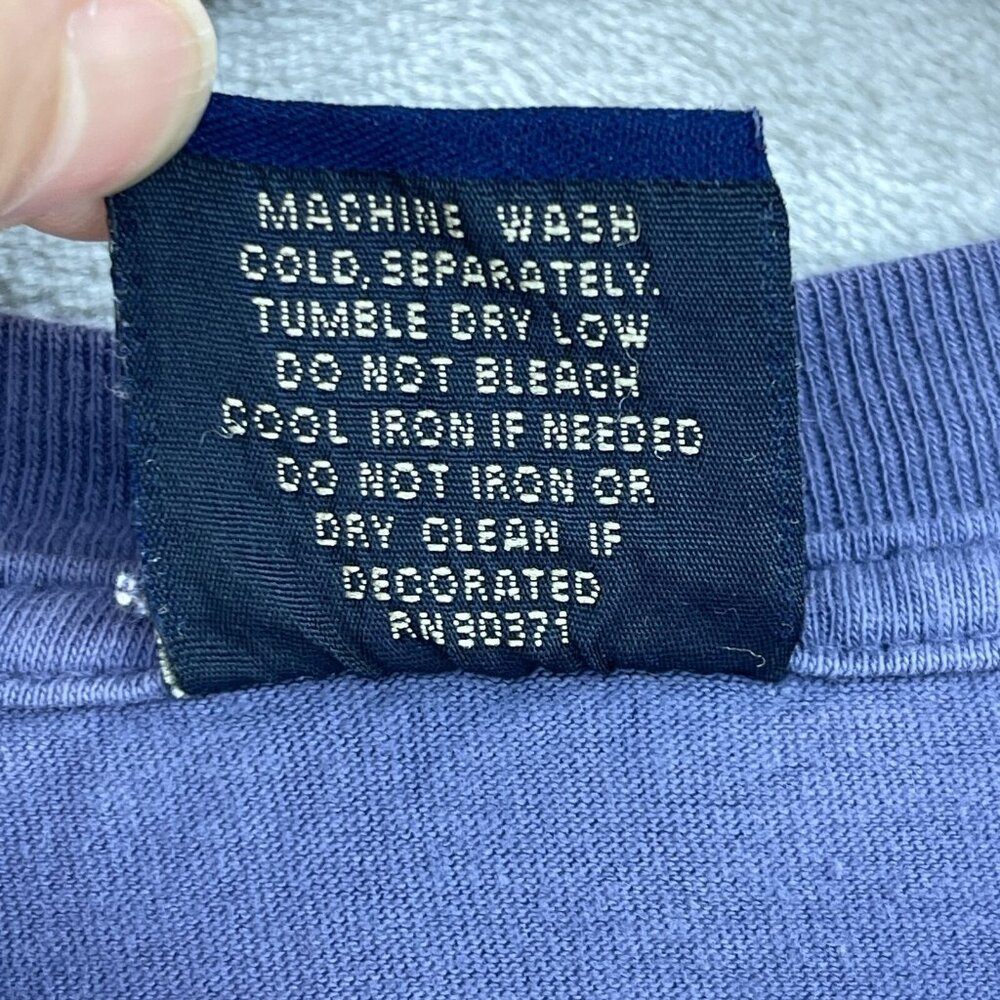 MACHINE WASH
COLD, SEPARATELY.
TUMBLE DRY LOW
DO NOT BLEACH
COOL IRON IF NEEDED
DO NOT IRON OR
DRY CLEAN IF
DECORATED
RN 90371